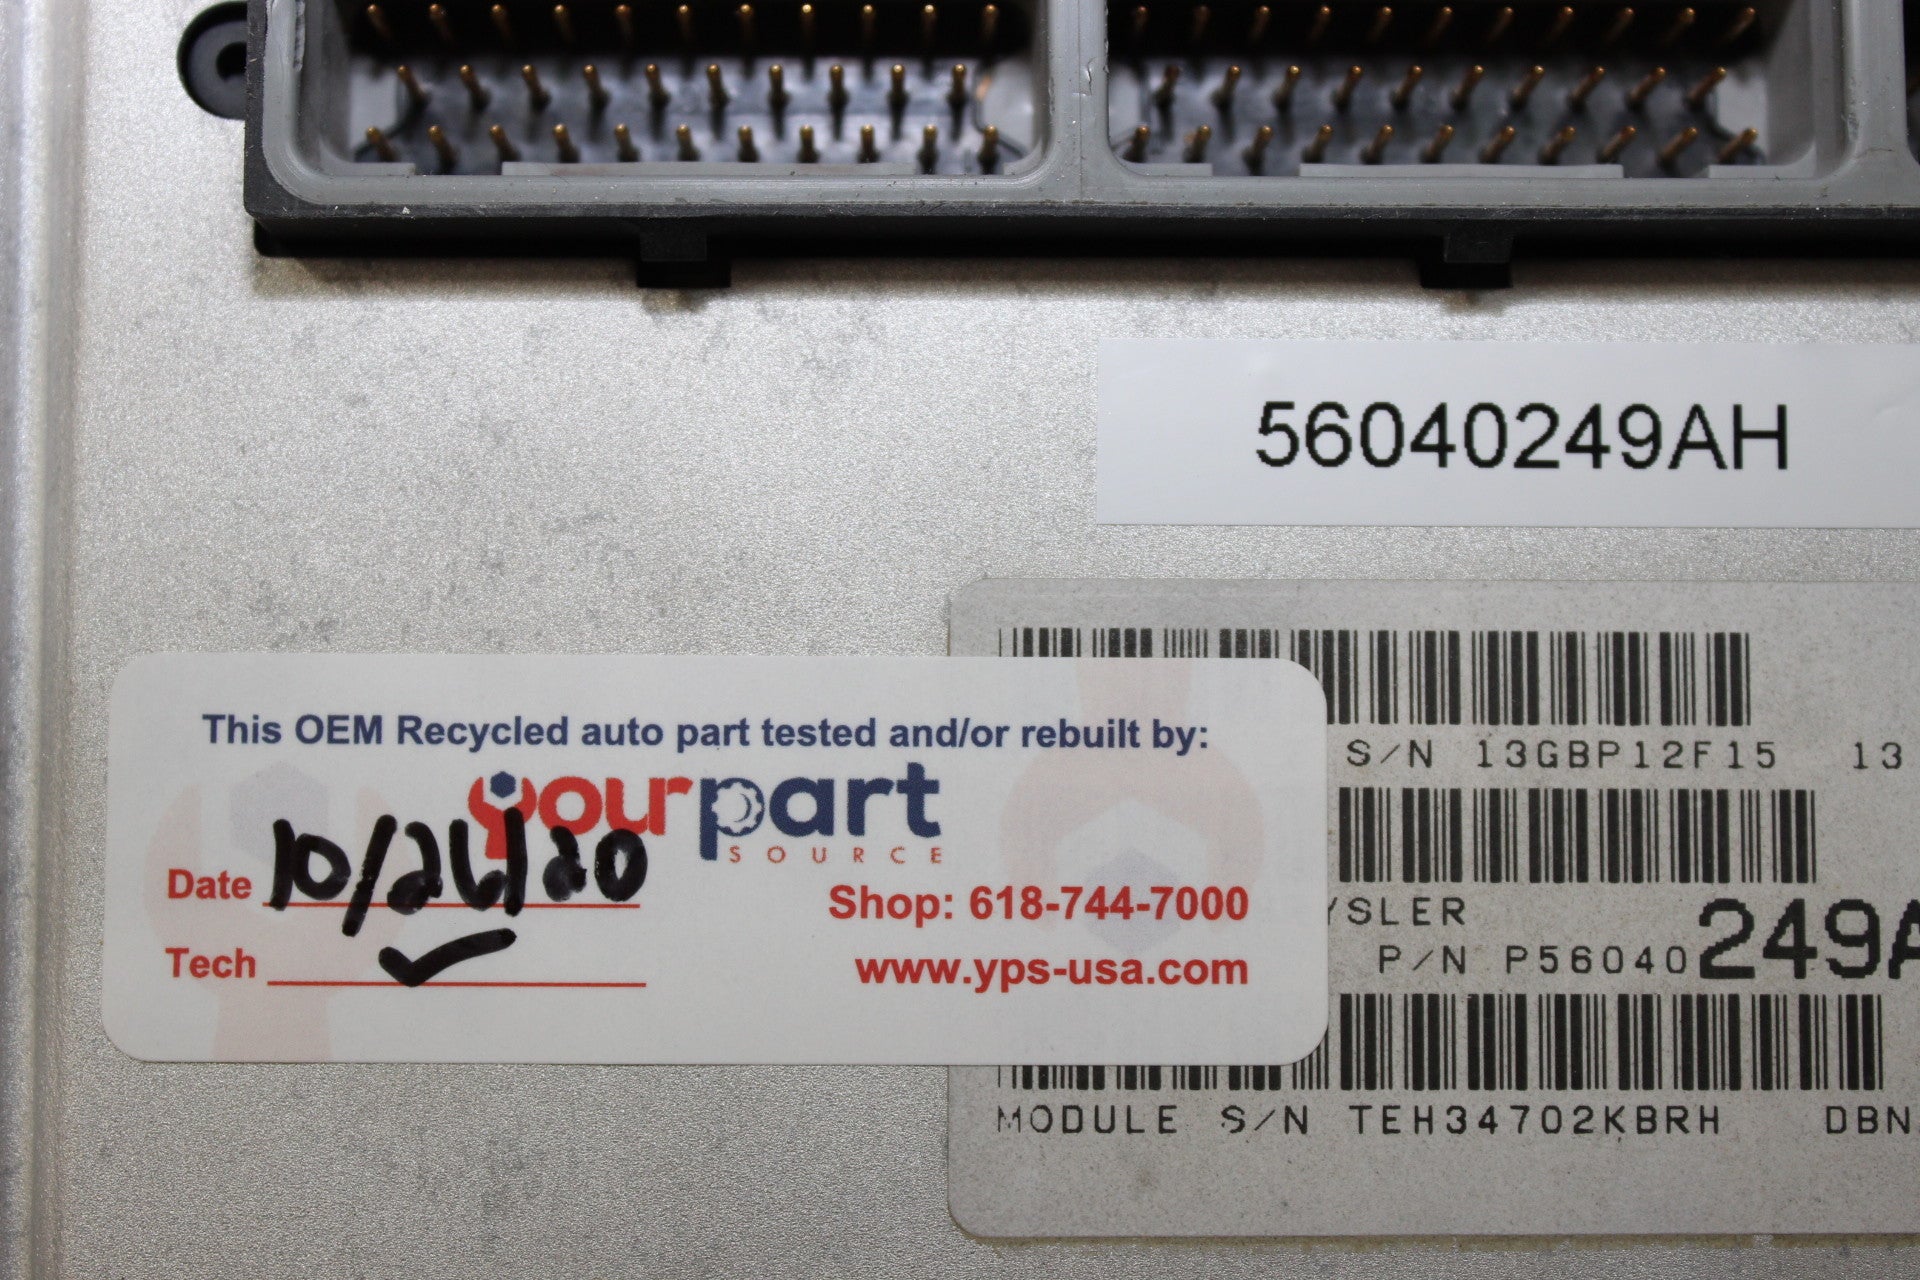 56040249AH
This OEM Recycled auto part tested and/or rebuilt by:
yourpart
SOURCE
Date 10/26/20
Shop: 618-744-7000
Tech ✓
www.yps-usa.com
S/N 13GBP12F15 13
YSLER
P/N P56040249A
MODULE S/N TEH34702KBRH DBN